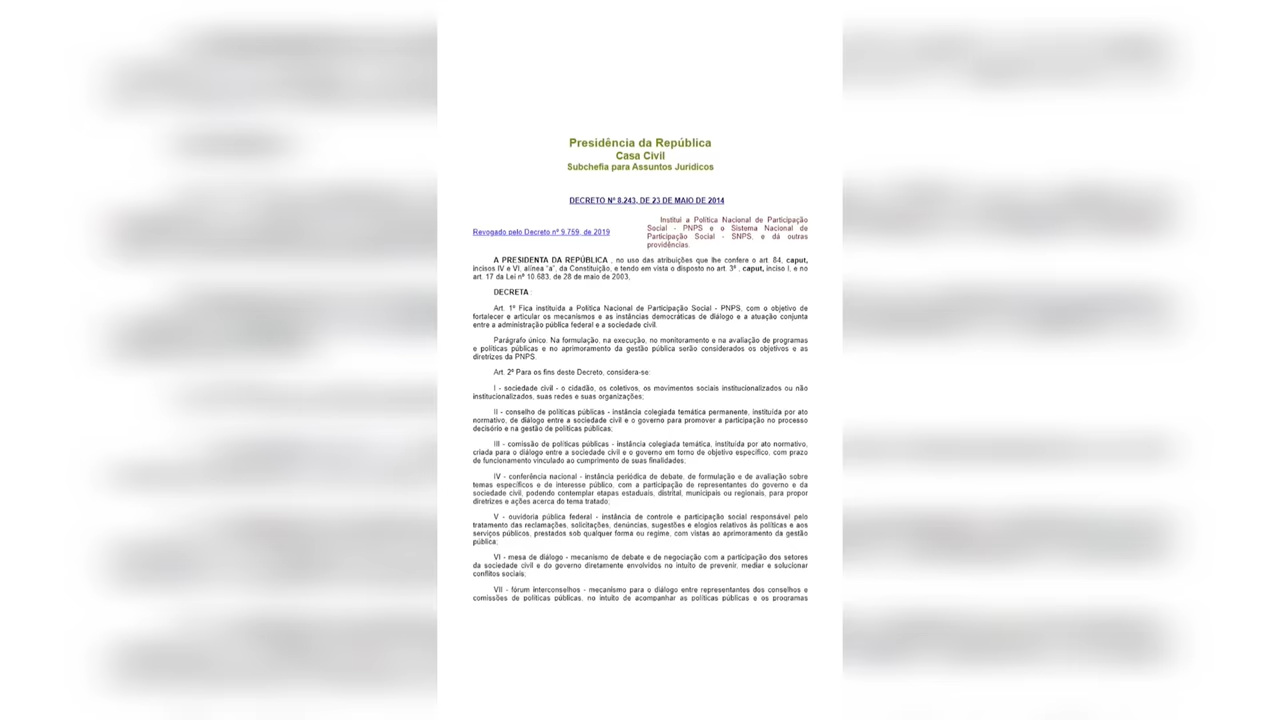 Presidência da República
Casa Civil
Subchefia para Assuntos Jurídicos
DECRETO Nº 8.243, DE 23 DE MAIO DE 2014
Revogado pelo Decreto nº 9.759, de 2019
Institui a Política Nacional de Participação
Social - PNPS e o Sistema Nacional de
Participação Social - SNPS, e dá outras
providências.
A PRESIDENTA DA REPÚBLICA , no uso das atribuições que lhe confere o art. 84, caput,
incisos IV e VI, alínea "a", da Constituição, e tendo em vista o disposto no art. 3º , caput, inciso I, e no
art. 17 da Lei nº 10.683, de 28 de maio de 2003,
DECRETA :
Art. 1º Fica instituída a Política Nacional de Participação Social - PNPS, com o objetivo de
fortalecer e articular os mecanismos e as instâncias democráticas de diálogo e a atuação conjunta
entre a administração pública federal e a sociedade civil.
Parágrafo único. Na formulação, na execução, no monitoramento e na avaliação de programas
e políticas públicas e no aprimoramento da gestão pública serão considerados os objetivos e as
diretrizes da PNPS.
Art. 2º Para os fins deste Decreto, considera-se:
I - sociedade civil - o cidadão, os coletivos, os movimentos sociais institucionalizados ou não
institucionalizados, suas redes e suas organizações;
II - conselho de políticas públicas - instância colegiada temática permanente, instituída por ato
normativo, de diálogo entre a sociedade civil e o governo para promover a participação no processo
decisório e na gestão de políticas públicas;
III - comissão de políticas públicas - instância colegiada temática, instituída por ato normativo,
criada para o diálogo entre a sociedade civil e o governo em torno de objetivo específico, com prazo
de funcionamento vinculado ao cumprimento de suas finalidades;
IV - conferência nacional - instância periódica de debate, de formulação e de avaliação sobre
temas específicos e de interesse público, com a participação de representantes do governo e da
sociedade civil, podendo contemplar etapas estaduais, distrital, municipais ou regionais, para propor
diretrizes e ações acerca do tema tratado;
V - ouvidoria pública federal - instância de controle e participação social responsável pelo
tratamento das reclamações, solicitações, denúncias, sugestões e elogios relativos às políticas e aos
serviços públicos, prestados sob qualquer forma ou regime, com vistas ao aprimoramento da gestão
pública;
VI - mesa de diálogo - mecanismo de debate e de negociação com a participação dos setores
da sociedade civil e do governo diretamente envolvidos no intuito de prevenir, mediar e solucionar
conflitos sociais;
VII - fórum interconselhos - mecanismo para o diálogo entre representantes dos conselhos e
comissões de políticas públicas, no intuito de acompanhar as políticas públicas e os programas